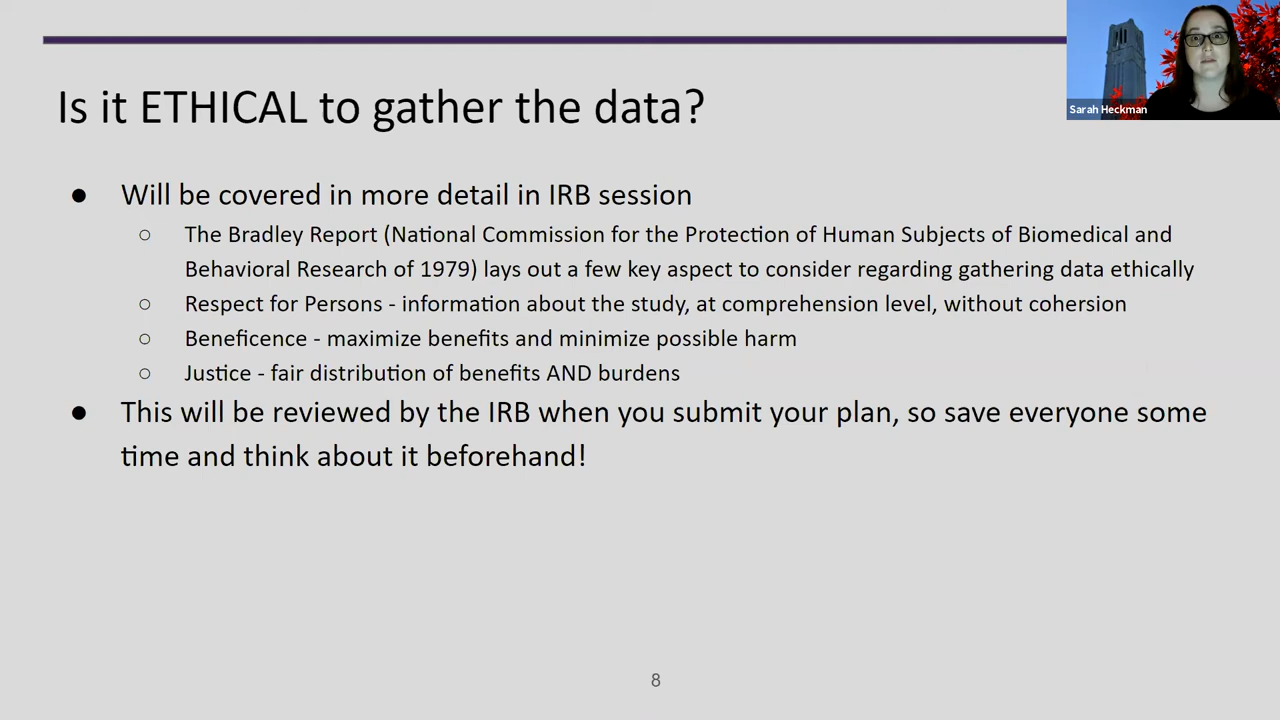 Is it ETHICAL to gather the data?
Sarah Heckman
● Will be covered in more detail in IRB session
○ The Bradley Report (National Commission for the Protection of Human Subjects of Biomedical and
Behavioral Research of 1979) lays out a few key aspect to consider regarding gathering data ethically
○ Respect for Persons - information about the study, at comprehension level, without cohersion
○ Beneficence - maximize benefits and minimize possible harm
○ Justice - fair distribution of benefits AND burdens
● This will be reviewed by the IRB when you submit your plan, so save everyone some
time and think about it beforehand!
8